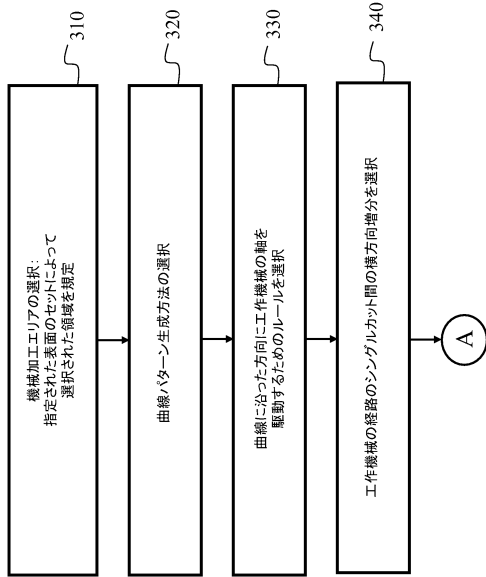 機械加工エリアの選択:
指定された表面のセットによって
選択された領域を規定
310
曲線パターン生成方法の選択
320
曲線に沿った方向に工作機械の軸を
駆動するためのルールを選択
330
工作機械の経路のシングルカット間の横方向増分を選択
340
A